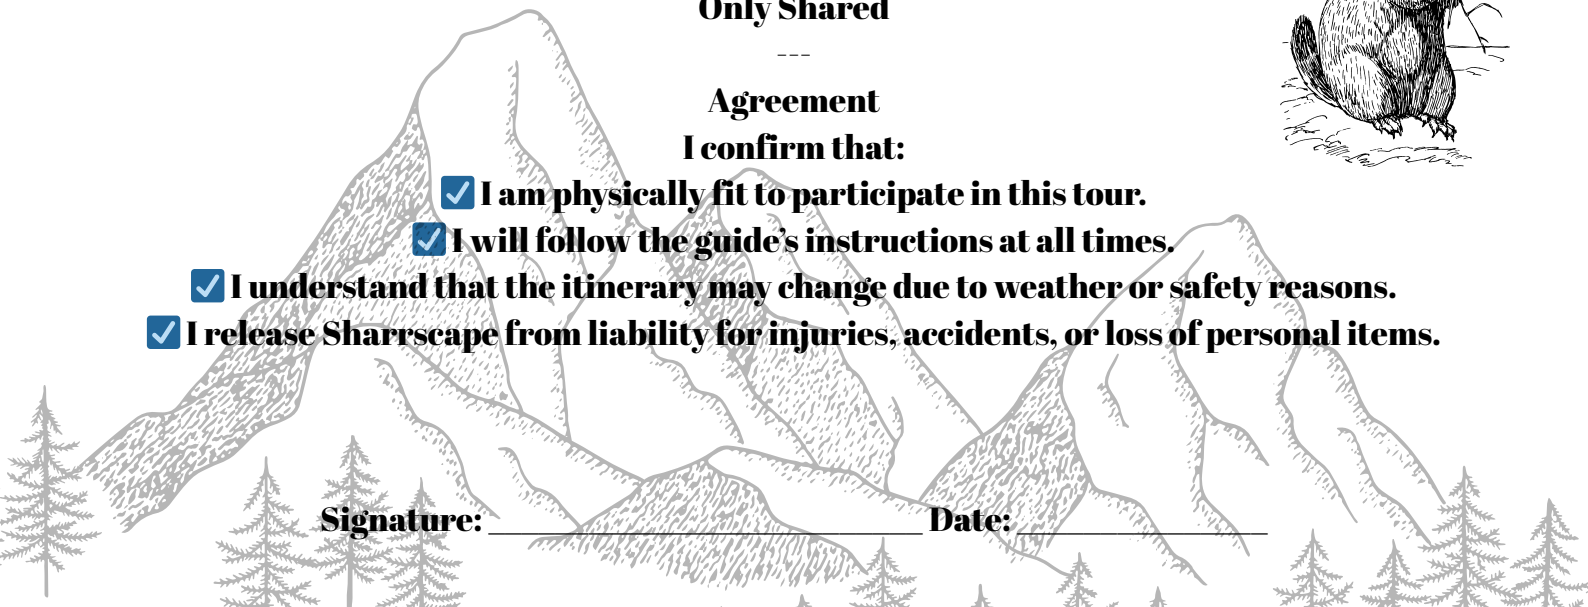 Only Shared
---
Agreement
I confirm that:
☑ I am physically fit to participate in this tour.
☑ I will follow the guide’s instructions at all times.
☑ I understand that the itinerary may change due to weather or safety reasons.
☑ I release Sharrscape from liability for injuries, accidents, or loss of personal items.
Signature: ______________________________ Date: __________________